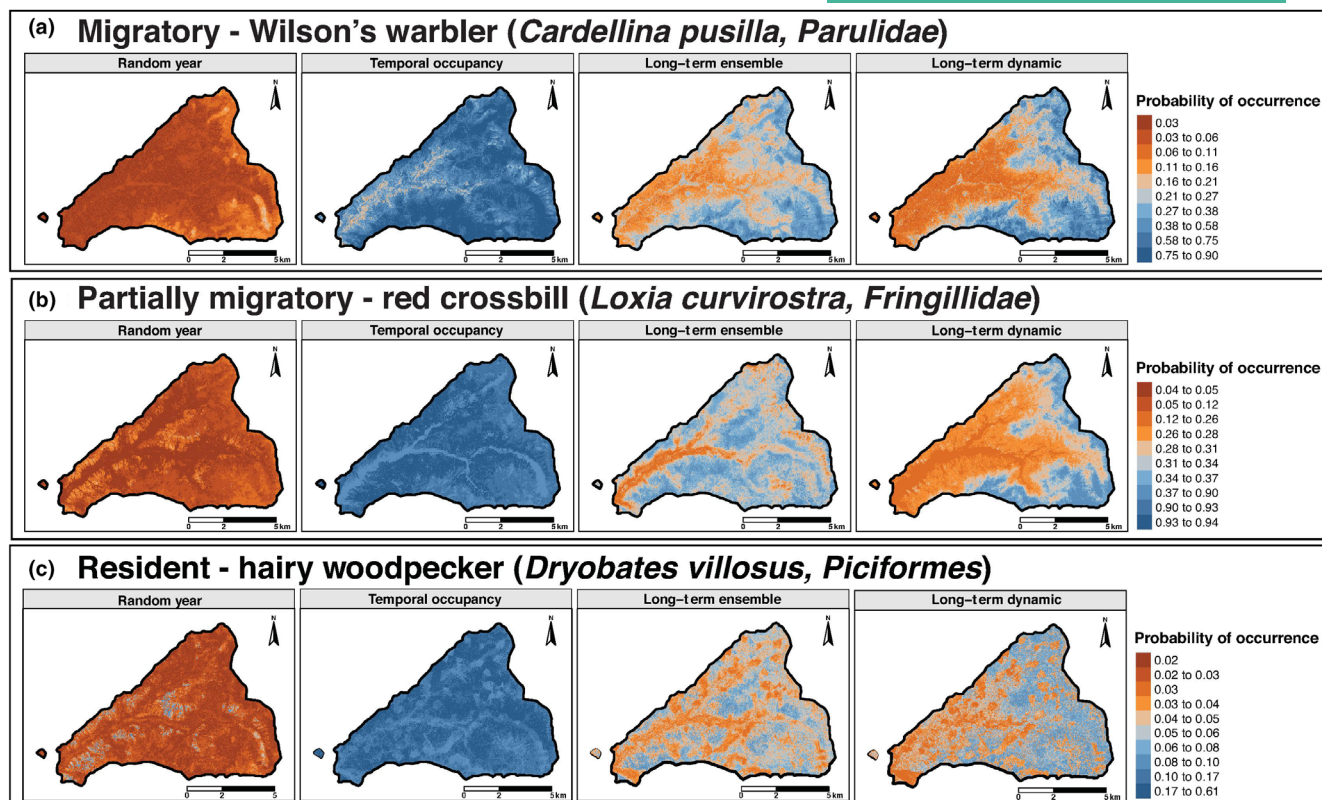 (a) Migratory - Wilson's warbler (Cardellina pusilla, Parulidae)
Random year
Temporal occupancy
Long−term ensemble
Long−term dynamic
N
N
N
N
0 2 5 km
0 2 5 km
0 2 5 km
0 2 5 km
Probability of occurrence
0.03
0.03 to 0.06
0.06 to 0.11
0.11 to 0.16
0.16 to 0.21
0.21 to 0.27
0.27 to 0.38
0.38 to 0.58
0.58 to 0.75
0.75 to 0.90
(b) Partially migratory - red crossbill (Loxia curvirostra, Fringillidae)
Random year
Temporal occupancy
Long−term ensemble
Long−term dynamic
N
N
N
N
0 2 5 km
0 2 5 km
0 2 5 km
0 2 5 km
Probability of occurrence
0.04 to 0.05
0.05 to 0.12
0.12 to 0.26
0.26 to 0.28
0.28 to 0.31
0.31 to 0.34
0.34 to 0.37
0.37 to 0.90
0.90 to 0.93
0.93 to 0.94
(c) Resident - hairy woodpecker (Dryobates villosus, Piciformes)
Random year
Temporal occupancy
Long−term ensemble
Long−term dynamic
N
N
N
N
0 2 5
0 2 5 km
0 2 5 km
0 2 5 km
Probability of occurrence
0.02
0.02 to 0.03
0.03
0.03 to 0.04
0.04 to 0.05
0.05 to 0.06
0.06 to 0.08
0.08 to 0.10
0.10 to 0.17
0.17 to 0.61